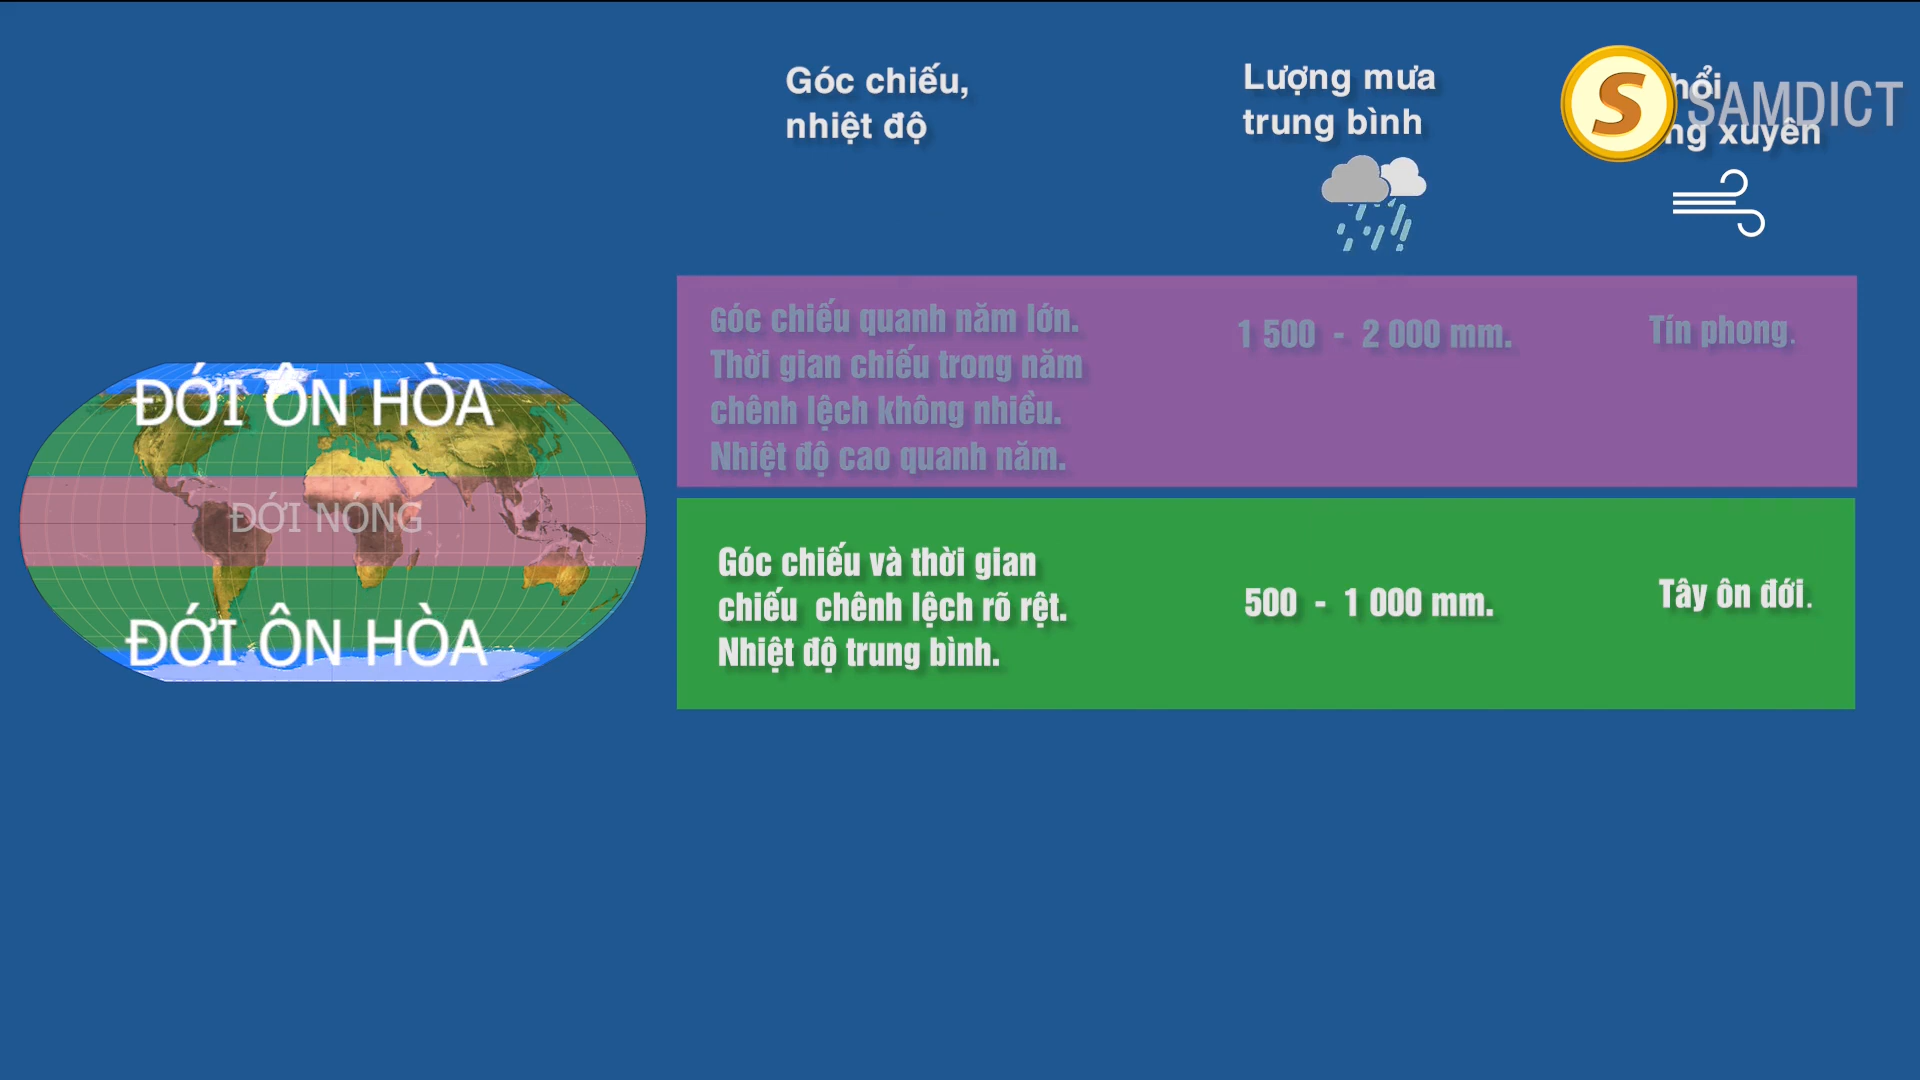 Góc chiếu,
nhiệt độ
Lượng mưa
trung bình
S SAMDICT
xuyên
Góc chiếu quanh năm lớn.
Thời gian chiếu trong năm
chênh lệch không nhiều.
Nhiệt độ cao quanh năm.
1 500 - 2 000 mm.
Tín phong.
ĐỚI ÔN HÒA
ĐỚI NÓNG
ĐỚI ÔN HÒA
Góc chiếu và thời gian
chiếu chênh lệch rõ rệt.
Nhiệt độ trung bình.
500 - 1 000 mm.
Tây ôn đới.